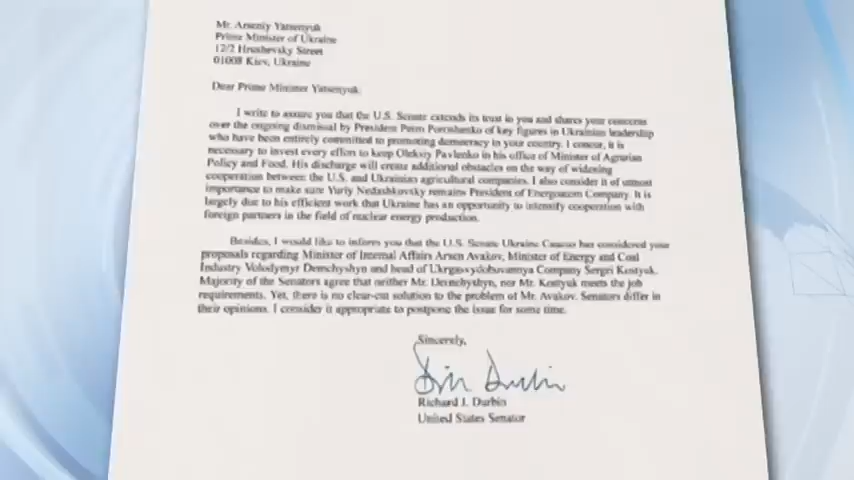 Mr. Arseniy Yatsenyuk
Prime Minister of Ukraine
12/2 Hrushevsky Street
01008 Kiev, Ukraine
Dear Prime Minister Yatsenyuk:
I write to assure you that the U.S. Senate extends its trust in you and shares your concerns
over the ongoing dismissal by President Petro Poroshenko of key figures in Ukrainian leadership
who have been entirely committed to promoting democracy in your country. I concur, it is
necessary to invest every effort to keep Oleksiy Pavlenko in his office of Minister of Agrarian
Policy and Food. His discharge will create additional obstacles on the way of widening
cooperation between the U.S. and Ukrainian agricultural companies. I also consider it of utmost
importance to make sure Yuriy Nedashkovsky remains President of Energoatom Company. It is
largely due to his efficient work that Ukraine has an opportunity to intensify cooperation with
foreign partners in the field of nuclear energy production.
Besides, I would like to inform you that the U.S. Senate Ukraine Caucus has considered your
proposals regarding Minister of Internal Affairs Arsen Avakov, Minister of Energy and Coal
Industry Volodymyr Demchyshyn and head of Ukrgasvydobuvannya Company Sergei Kostyuk.
Majority of the Senators agree that neither Mr. Demchyshyn, nor Mr. Kostyuk meets the job
requirements. Yet, there is no clear-cut solution to the problem of Mr. Avakov. Senators differ in
their opinions. I consider it appropriate to postpone the issue for some time.
Sincerely,
Dick Durbin
Richard J. Durbin
United States Senator